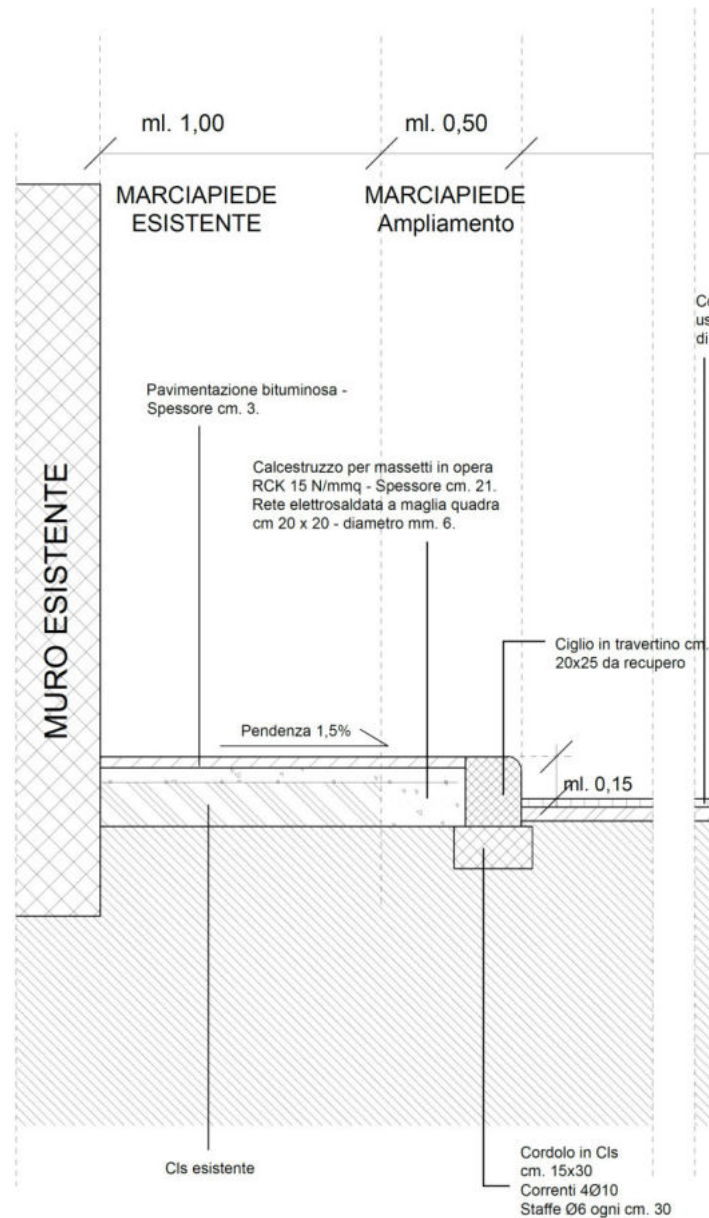 ml. 1,00
ml. 0,50
MARCIAPIEDE
ESISTENTE
MARCIAPIEDE
Ampliamento
Pavimentazione bituminosa -
Spessore cm. 3.
Calcestruzzo per massetti in opera
RCK 15 N/mmq - Spessore cm. 21.
Rete elettrosaldata a maglia quadra
cm 20 x 20 - diametro mm. 6.
MURO ESISTENTE
Ciglio in travertino cm.
20x25 da recupero
Pendenza 1,5%
ml. 0,15
Cls esistente
Cordolo in Cls
cm. 15x30
Correnti 4Ø10
Staffe Ø6 ogni cm. 30